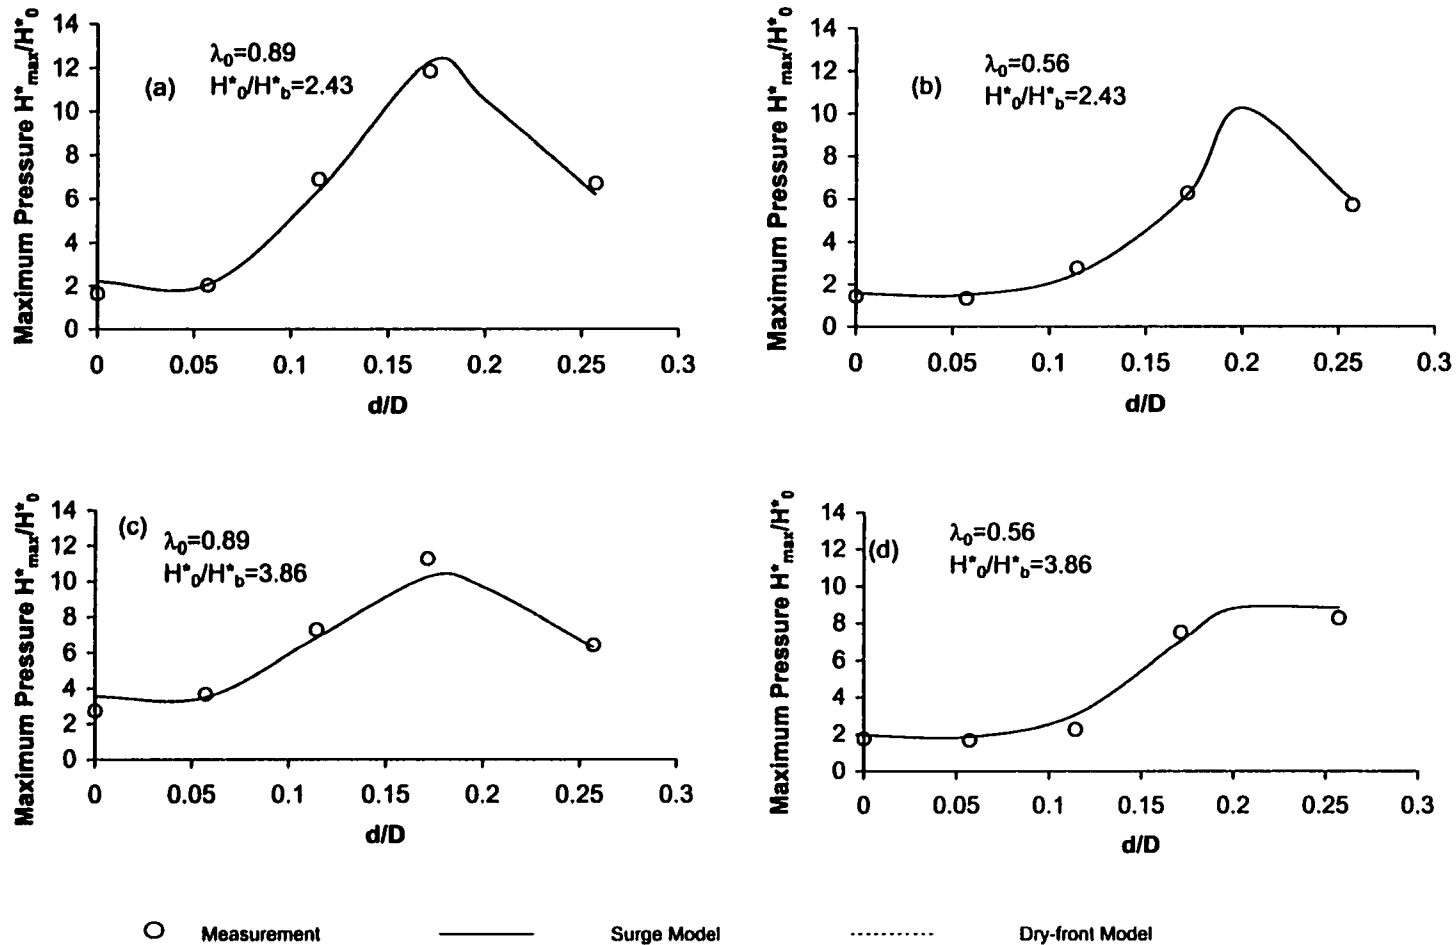 Maximum Pressure H*max/H*0
14
12
10
8
6
4
2
0
(a)
λ0=0.89
H*0/H*b=2.43
0 0.05 0.1 0.15 0.2 0.25 0.3
d/D
Maximum Pressure H*max/H*0
14
12
10
8
6
4
2
0
(b)
λ0=0.56
H*0/H*b=2.43
0 0.05 0.1 0.15 0.2 0.25 0.3
d/D
Maximum Pressure H*max/H*0
14
12
10
8
6
4
2
0
(c)
λ0=0.89
H*0/H*b=3.86
0 0.05 0.1 0.15 0.2 0.25 0.3
d/D
Maximum Pressure H*max/H*0
14
12
10
8
6
4
2
0
(d)
λ0=0.56
H*0/H*b=3.86
0 0.05 0.1 0.15 0.2 0.25 0.3
d/D
Measurement Surge Model Dry-front Model